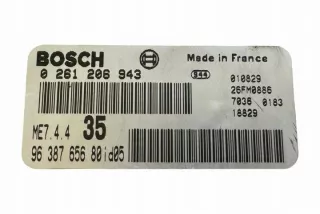 BOSCH
Made in France
0 261 206 943
944
010829
26FM0886
7036 0183
18829
ME7.4.4 35
96 387 656 80id05